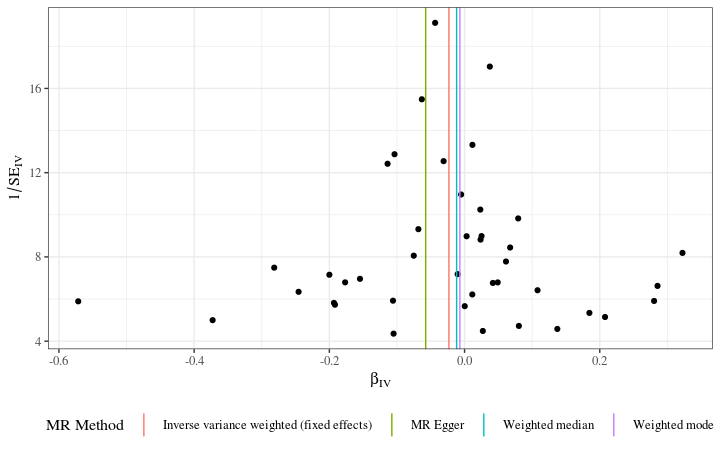 1/SE_IV
16
12
8
4
-0.6
-0.4
-0.2
0.0
0.2
β_IV
MR Method
Inverse variance weighted (fixed effects)
MR Egger
Weighted median
Weighted mode